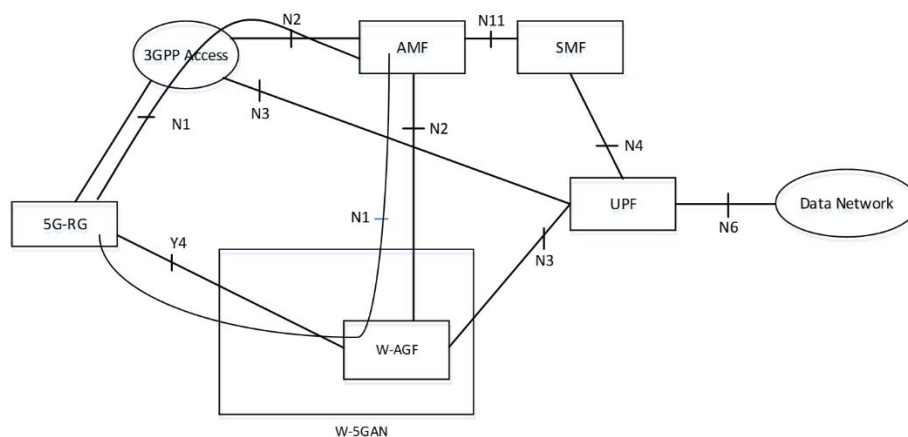 N2
N11
3GPP Access
AMF
SMF
N1
N3
N2
N4
5G-RG
N1
UPF
Data Network
N6
Y4
N3
W-AGF
W-5GAN